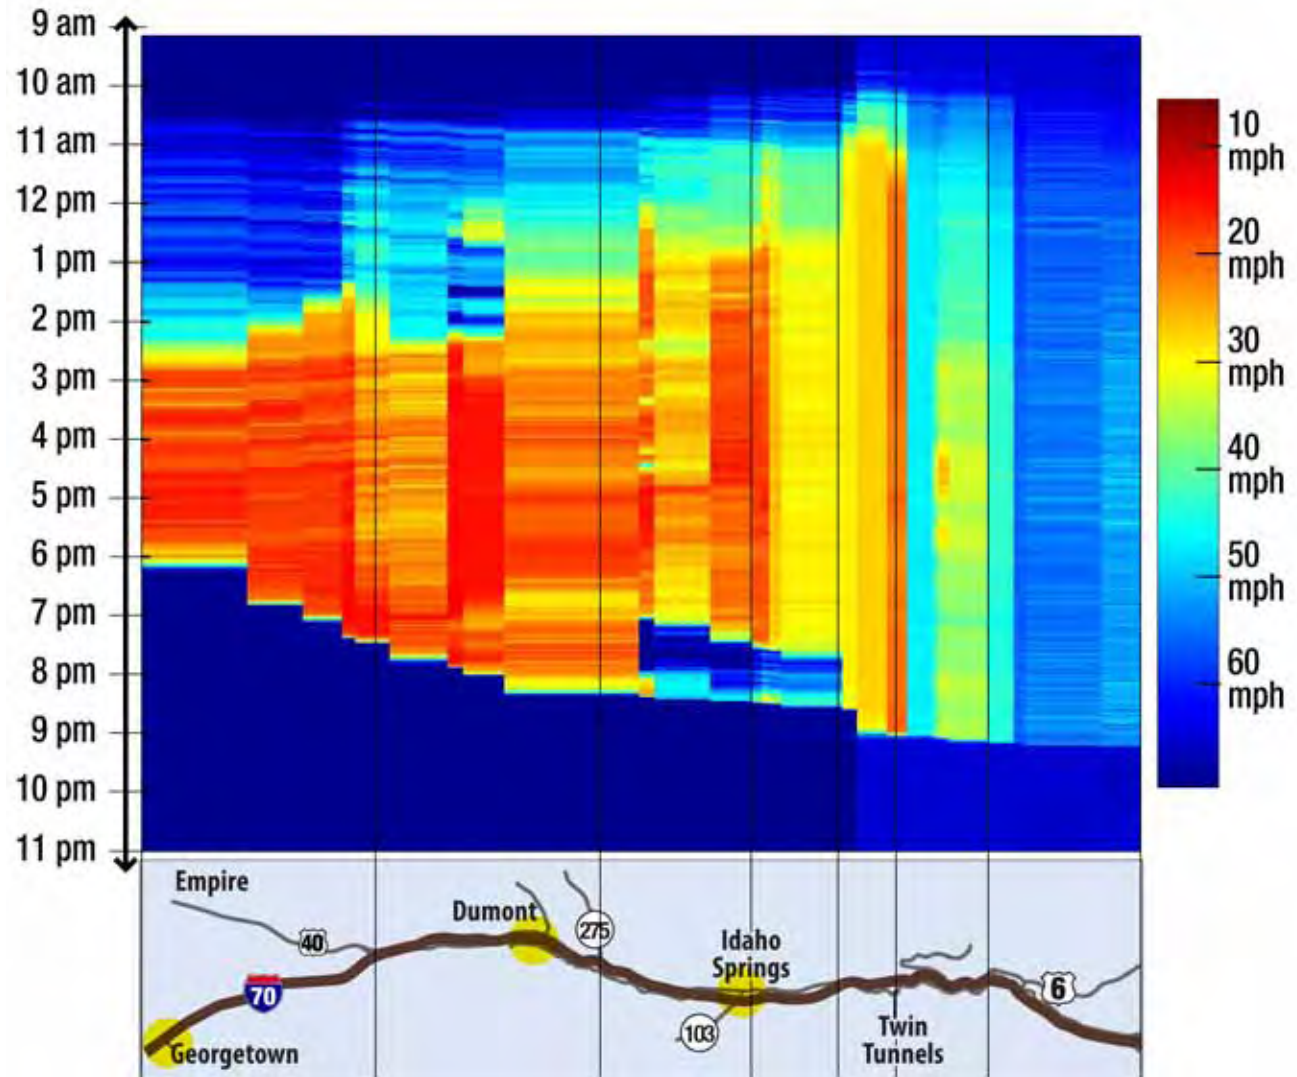 9 am
10 am
11 am
12 pm
1 pm
2 pm
3 pm
4 pm
5 pm
6 pm
7 pm
8 pm
9 pm
10 pm
11 pm
10
mph
20
mph
30
mph
40
mph
50
mph
60
mph
Empire
40
70
Georgetown
Dumont
275
Idaho
Springs
103
Twin
Tunnels
6